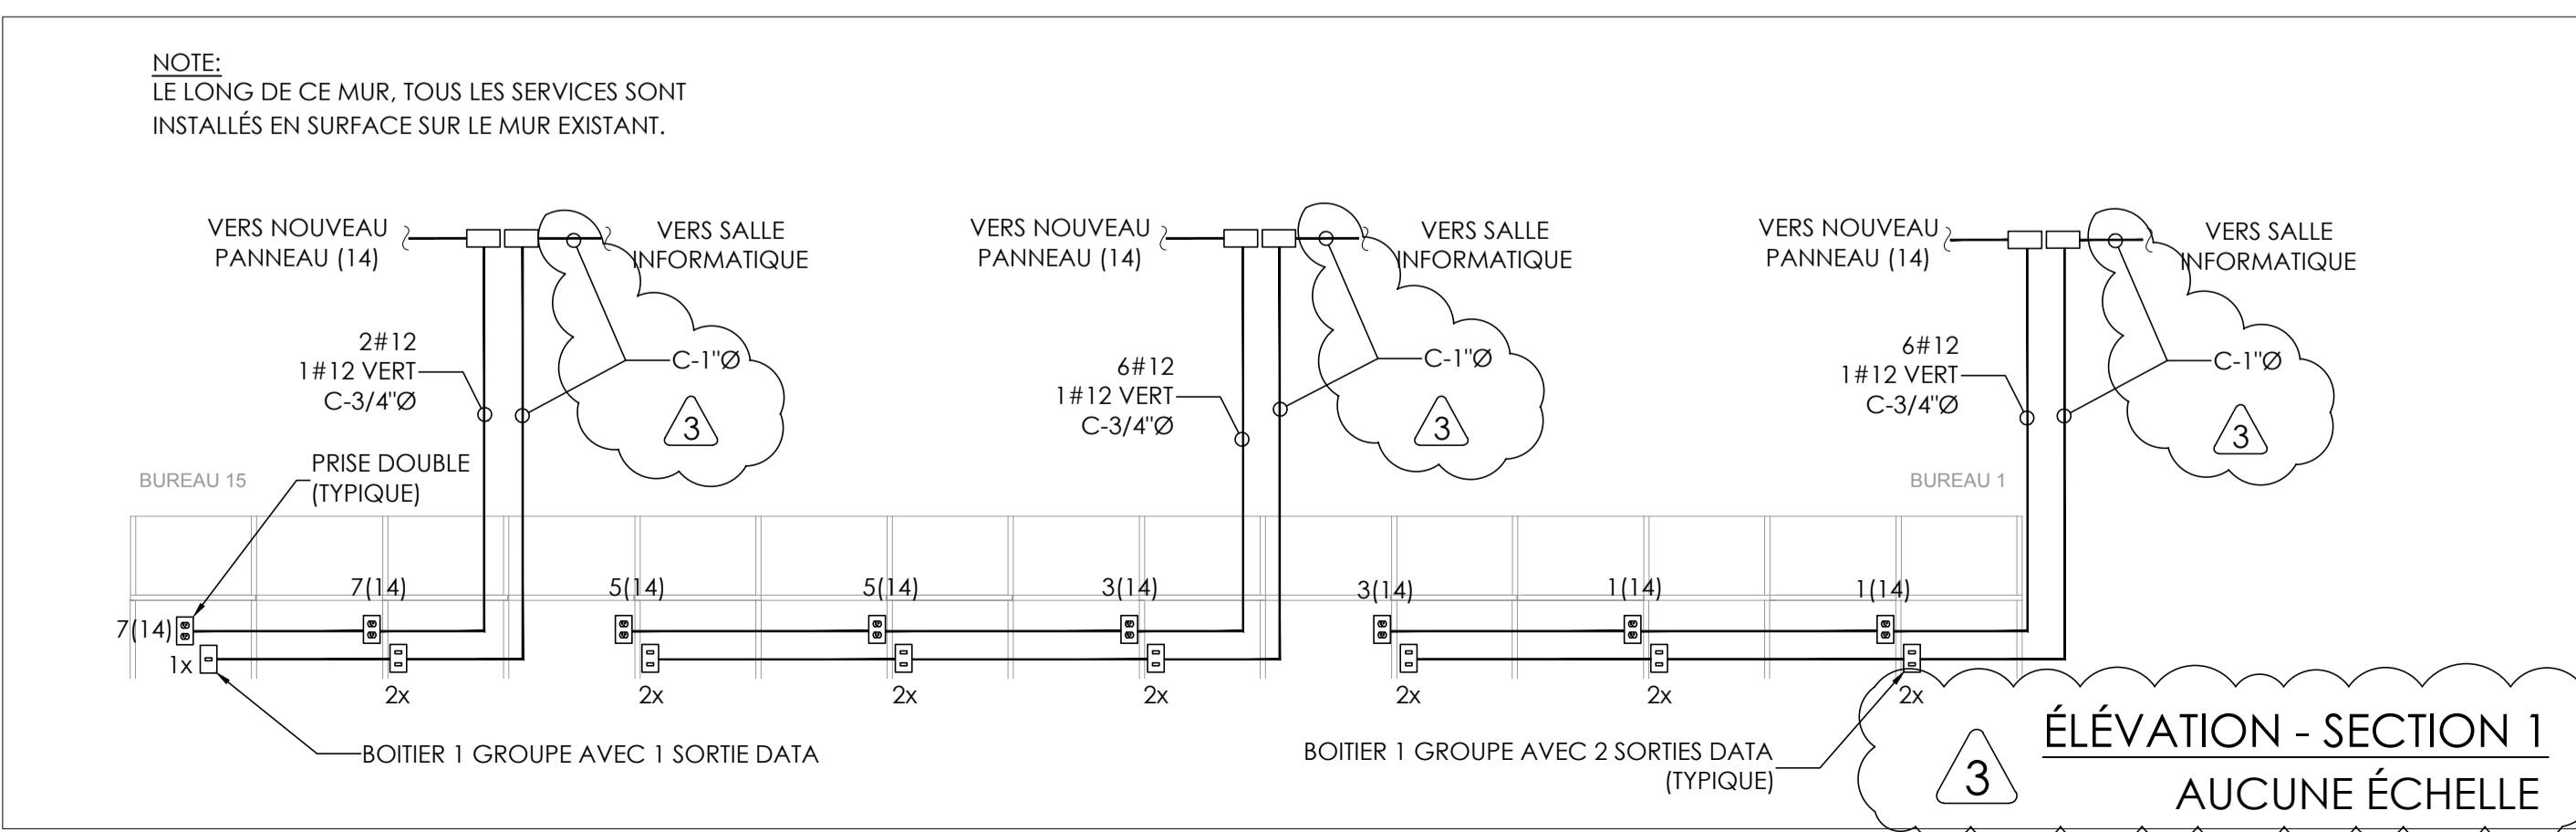 NOTE:
LE LONG DE CE MUR, TOUS LES SERVICES SONT
INSTALLÉS EN SURFACE SUR LE MUR EXISTANT.
VERS NOUVEAU
PANNEAU (14)
VERS SALLE
INFORMATIQUE
2#12
1#12 VERT
C-3/4"Ø
C-1"Ø
3
VERS NOUVEAU
PANNEAU (14)
VERS SALLE
INFORMATIQUE
6#12
1#12 VERT
C-3/4"Ø
C-1"Ø
3
VERS NOUVEAU
PANNEAU (14)
VERS SALLE
INFORMATIQUE
6#12
1#12 VERT
C-3/4"Ø
C-1"Ø
3
BUREAU 15
PRISE DOUBLE
(TYPIQUE)
BUREAU 1
7(14)
7(14)
5(14)
5(14)
3(14)
3(14)
1(14)
1(14)
1x
2x
2x
2x
2x
2x
2x
2x
BOITIER 1 GROUPE AVEC 1 SORTIE DATA
BOITIER 1 GROUPE AVEC 2 SORTIES DATA
(TYPIQUE)
3
ÉLÉVATION - SECTION 1
AUCUNE ÉCHELLE